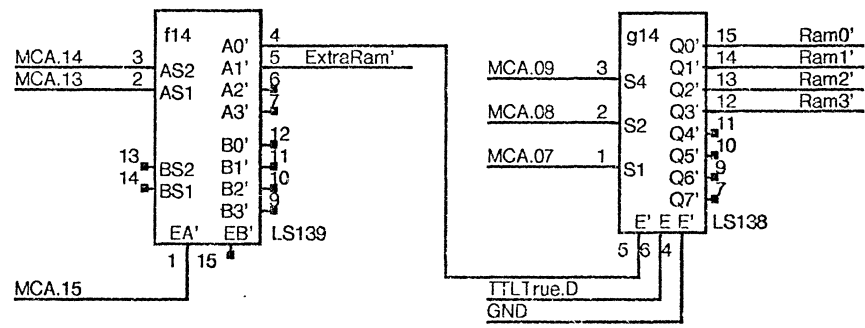 f14
MCA.14 3 AS2 A0' 4
MCA.13 2 AS1 A1' 5 ExtraRam'
A2' 6
A3' 7
B0' 12
13 BS2 B1' 11
14 BS1 B2' 10
B3' 9
EA' EB' LS139
1 15
MCA.15
g14
Q0' 15 Ram0'
MCA.09 3 S4 Q1' 14 Ram1'
Q2' 13 Ram2'
MCA.08 2 S2 Q3' 12 Ram3'
Q4' 11
MCA.07 1 S1 Q5' 10
Q6' 9
Q7' 7
E' E E' LS138
5 6 4
TTLTrue.D
GND